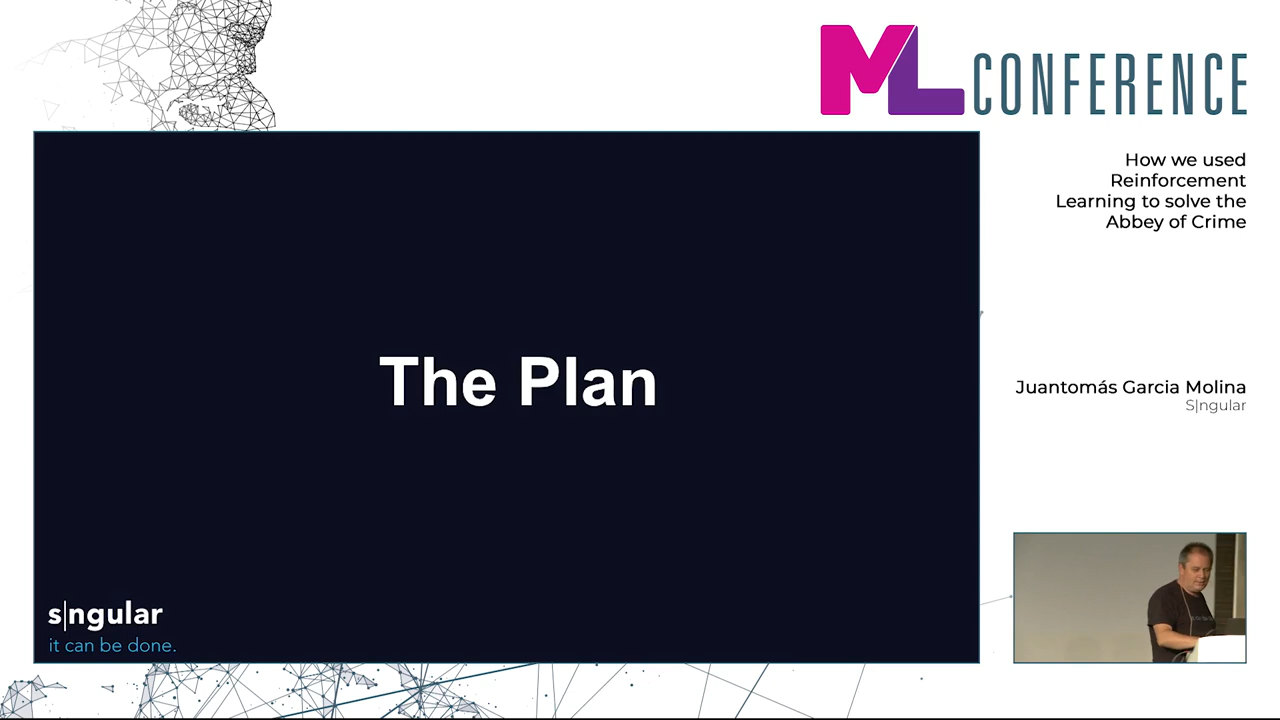 ML CONFERENCE
How we used
Reinforcement
Learning to solve the
Abbey of Crime
Juantomás Garcia Molina
S|ngular
The Plan
s|ngular
it can be done.